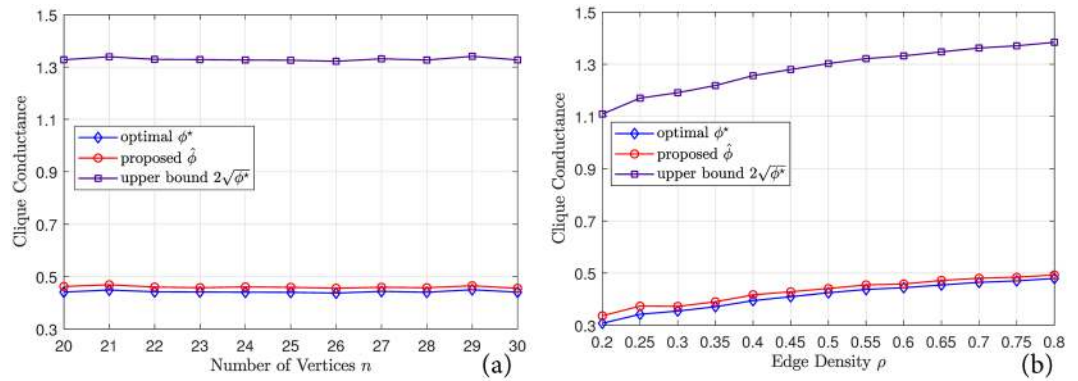 1.5
1.3
1.1
0.9
0.7
0.5
0.3
Clique Conductance
optimal ϕ⋆
proposed ϕ̂
upper bound 2√ϕ⋆
20 21 22 23 24 25 26 27 28 29 30
Number of Vertices n
(a)
1.5
1.3
1.1
0.9
0.7
0.5
0.3
Clique Conductance
optimal ϕ⋆
proposed ϕ̂
upper bound 2√ϕ⋆
0.2 0.25 0.3 0.35 0.4 0.45 0.5 0.55 0.6 0.65 0.7 0.75 0.8
Edge Density ρ
(b)